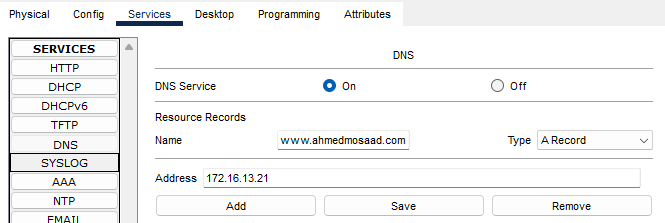 Physical Config Services Desktop Programming Attributes
SERVICES
HTTP
DHCP
DHCPv6
TFTP
DNS
SYSLOG
AAA
NTP
EMAIL
DNS
DNS Service On Off
Resource Records
Name www.ahmedmosaad.com Type A Record
Address 172.16.13.21
Add Save Remove